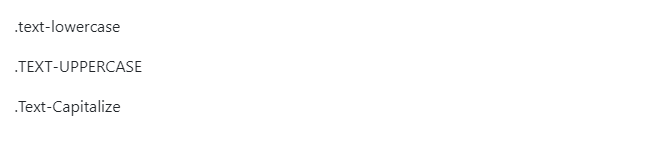 .text-lowercase
.TEXT-UPPERCASE
.Text-Capitalize